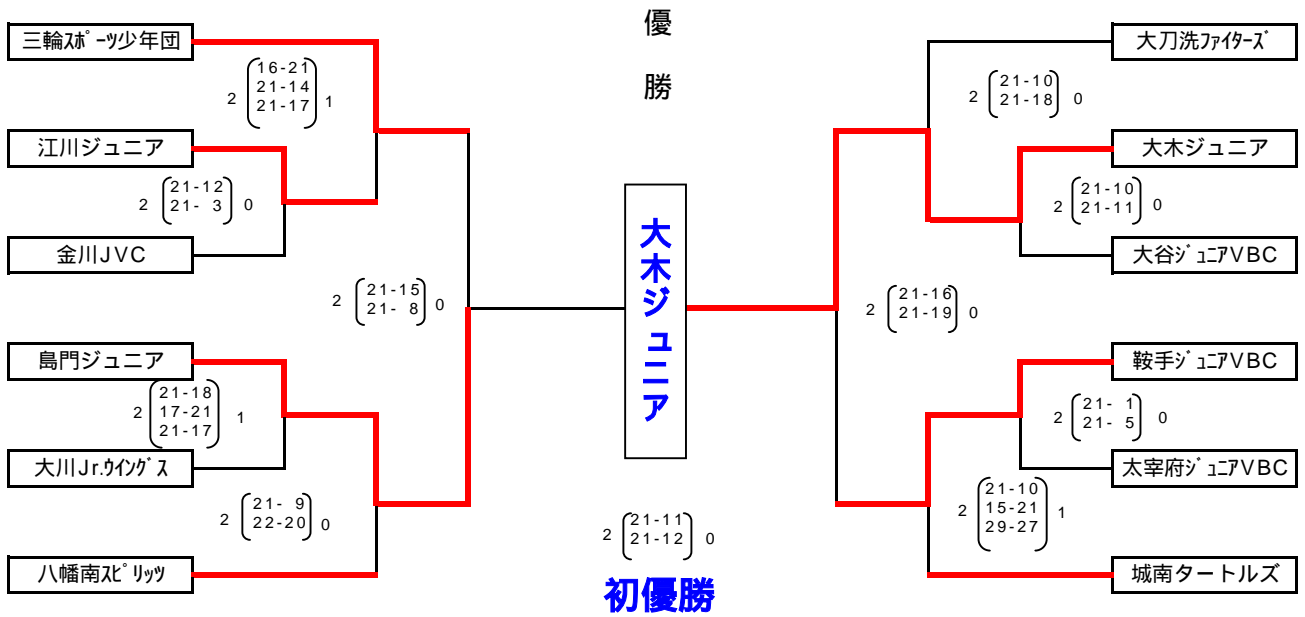 優
勝
三輪ｽﾎﾟｰﾂ少年団
2 16-21 1
21-14
21-17
江川ジュニア
2 21-12 0
21- 3
金川JVC
2 21-15 0
21- 8
島門ジュニア
2 21-18 1
17-21
21-17
大川Jr.ｳｲﾝｸﾞｽ
2 21- 9 0
22-20
八幡南ｽﾋﾟﾘｯﾂ
大木ジュニア
2 21-11 0
21-12
初優勝
大刀洗ﾌｧｲﾀｰｽﾞ
2 21-10 0
21-18
大木ジュニア
2 21-10 0
21-11
大谷ｼﾞｭﾆｱVBC
2 21-16 0
21-19
鞍手ｼﾞｭﾆｱVBC
2 21- 1 0
21- 5
太宰府ｼﾞｭﾆｱVBC
2 21-10 1
15-21
29-27
城南タートルズ